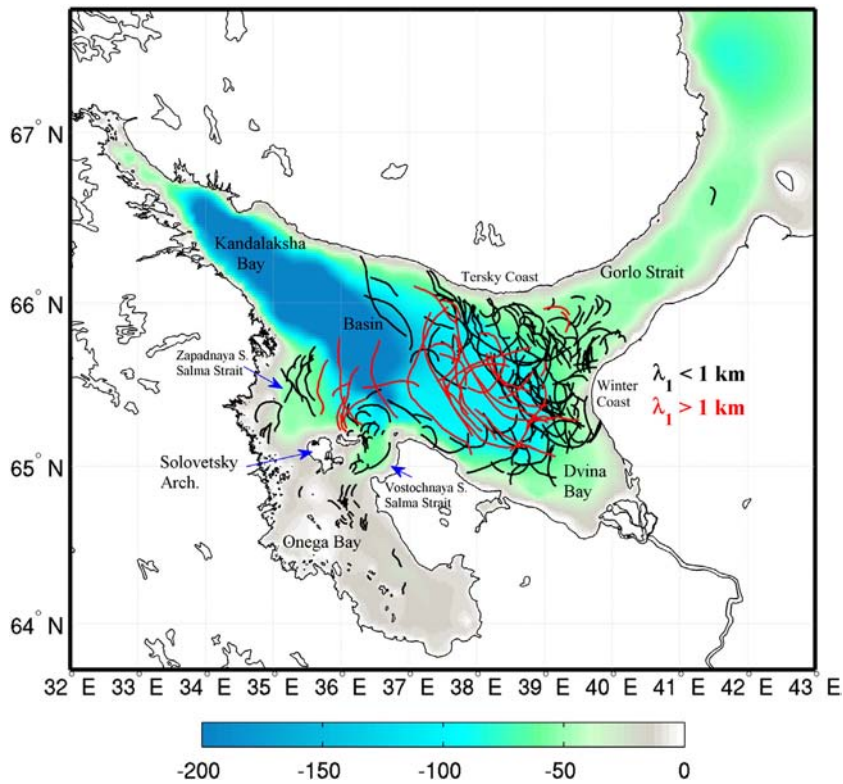 67° N
Kandalaksha
Bay
Tersky Coast
Gorlo Strait
66° N
Basin
Zapadnaya S.
Salma Strait
λ₁ < 1 km
Winter
Coast
λ₁ > 1 km
Solovetsky
Arch.
65° N
Dvina
Bay
Vostochnaya S.
Salma Strait
Onega Bay
64° N
32° E 33° E 34° E 35° E 36° E 37° E 38° E 39° E 40° E 41° E 42° E 43° E
-200 -150 -100 -50 0